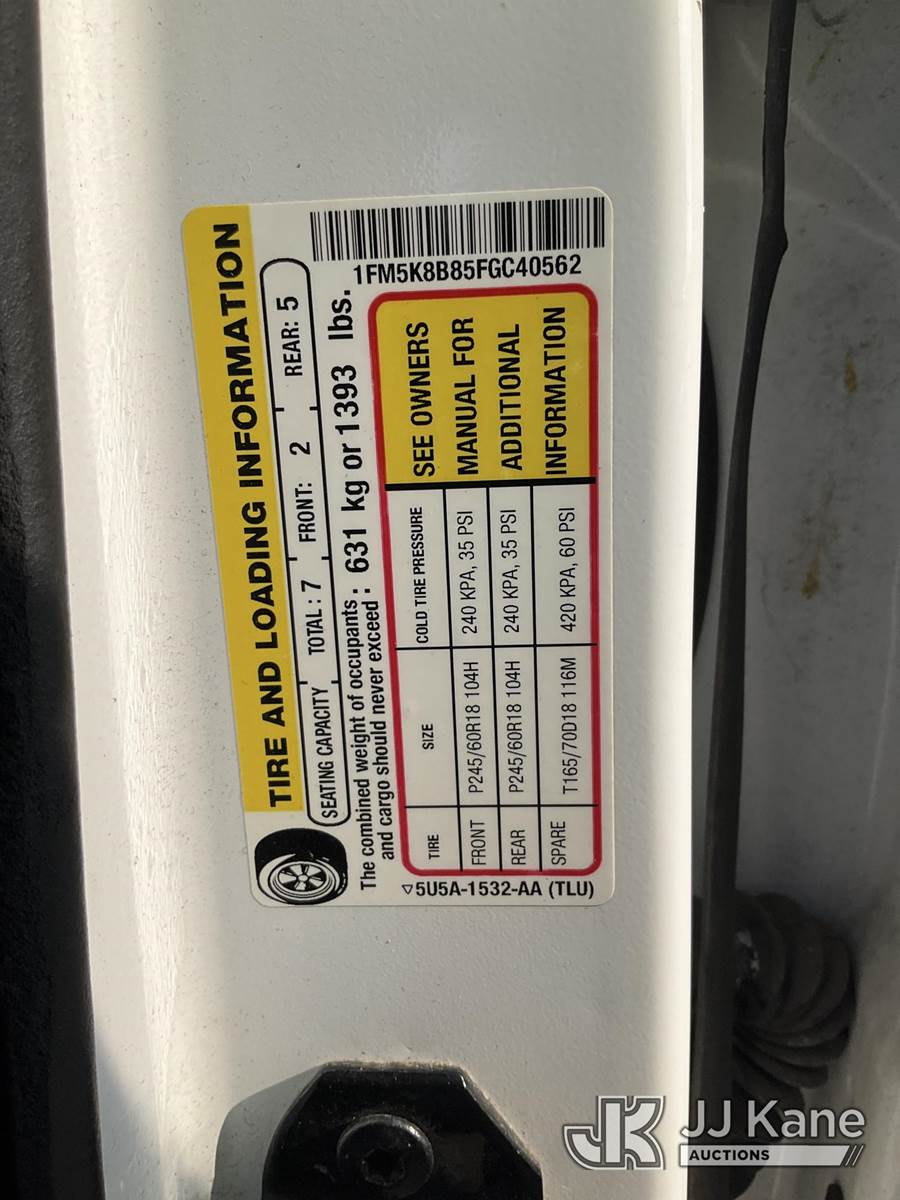 TIRE AND LOADING INFORMATION
SEATING CAPACITY TOTAL : 7 FRONT: 2 REAR: 5
The combined weight of occupants
and cargo should never exceed : 631 kg or 1393 lbs.
1FM5K8B85FGC40562
TIRE SIZE COLD TIRE PRESSURE
FRONT P245/60R18 104H 240 KPA, 35 PSI
REAR P245/60R18 104H 240 KPA, 35 PSI
SPARE T165/70D18 116M 420 KPA, 60 PSI
SEE OWNERS
MANUAL FOR
ADDITIONAL
INFORMATION
5U5A-1532-AA (TLU)
JK JJ Kane
AUCTIONS